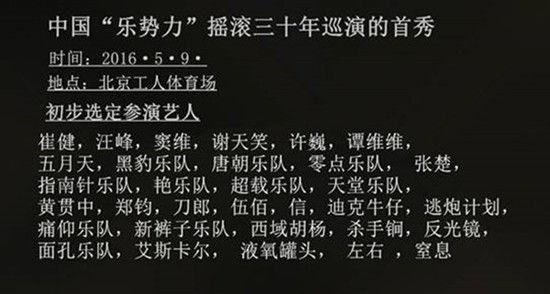 中国“乐势力”摇滚三十年巡演的首秀
时间：2016·5·9·
地点：北京工人体育场
初步选定参演艺人
崔健，汪峰，窦维，谢天笑，许巍，谭维维，
五月天，黑豹乐队，唐朝乐队，零点乐队， 张楚，
指南针乐队，艳乐队，超载乐队，天堂乐队，
黄贯中，郑钧，刀郎，伍佰，信，迪克牛仔，逃跑计划，
痛仰乐队，新裤子乐队，西域胡杨，杀手锏，反光镜，
面孔乐队，艾斯卡尔， 液氧罐头， 左右 ，窒息